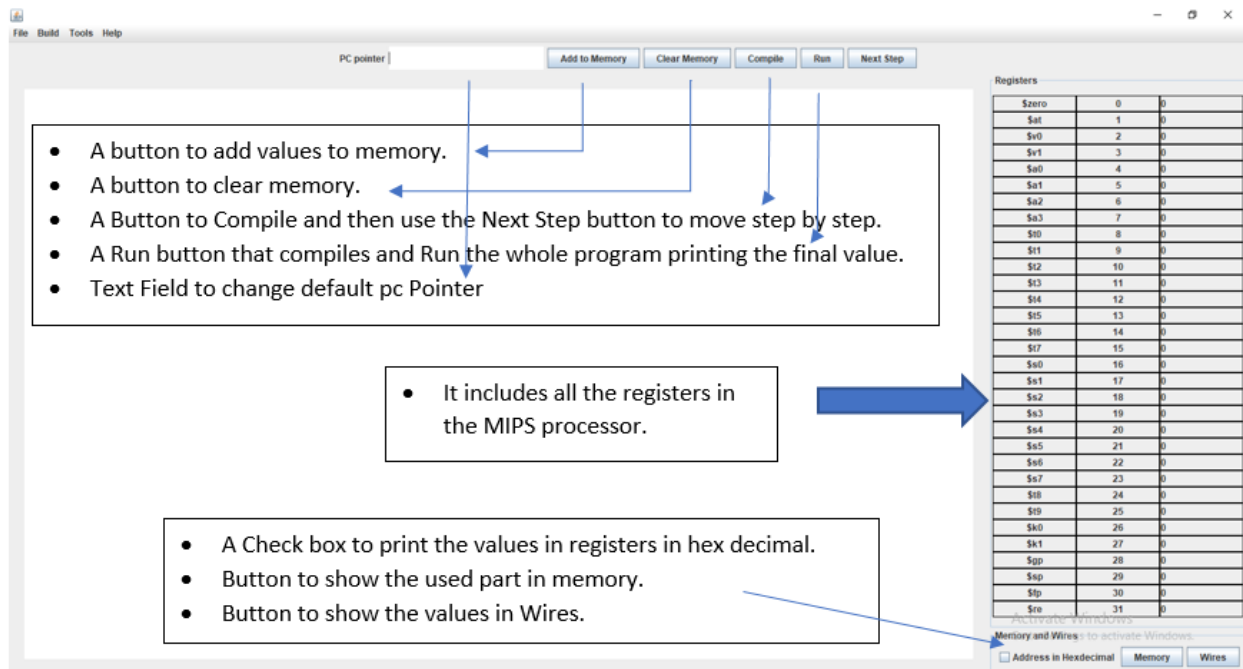 File Build Tools Help
PC pointer Add to Memory Clear Memory Compile Run Next Step
• A button to add values to memory.
• A button to clear memory.
• A Button to Compile and then use the Next Step button to move step by step.
• A Run button that compiles and Run the whole program printing the final value.
• Text Field to change default pc Pointer
• It includes all the registers in
the MIPS processor.
• A Check box to print the values in registers in hex decimal.
• Button to show the used part in memory.
• Button to show the values in Wires.
Registers
$zero 0 0
$at 1 0
$v0 2 0
$v1 3 0
$a0 4 0
$a1 5 0
$a2 6 0
$a3 7 0
$t0 8 0
$t1 9 0
$t2 10 0
$t3 11 0
$t4 12 0
$t5 13 0
$t6 14 0
$t7 15 0
$s0 16 0
$s1 17 0
$s2 18 0
$s3 19 0
$s4 20 0
$s5 21 0
$s6 22 0
$s7 23 0
$t8 24 0
$t9 25 0
$k0 26 0
$k1 27 0
$gp 28 0
$sp 29 0
$fp 30 0
$re 31 0
Activate Windows
Memory and Wires
to activate Windows.
Address in Hexdecimal Memory Wires